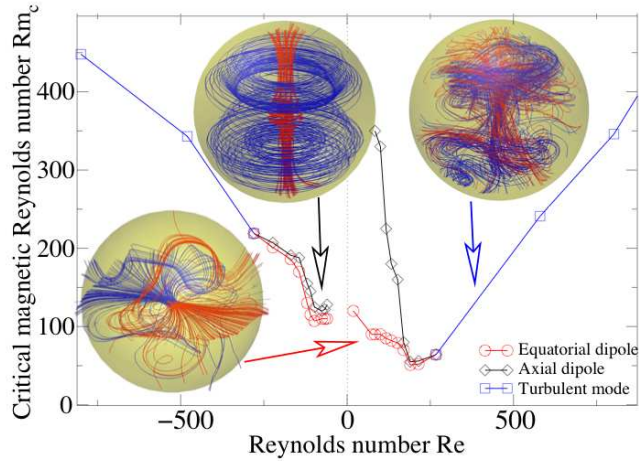 Critical magnetic Reynolds number Rm_c
400
300
200
100
0
-500
0
500
Reynolds number Re
Equatorial dipole
Axial dipole
Turbulent mode